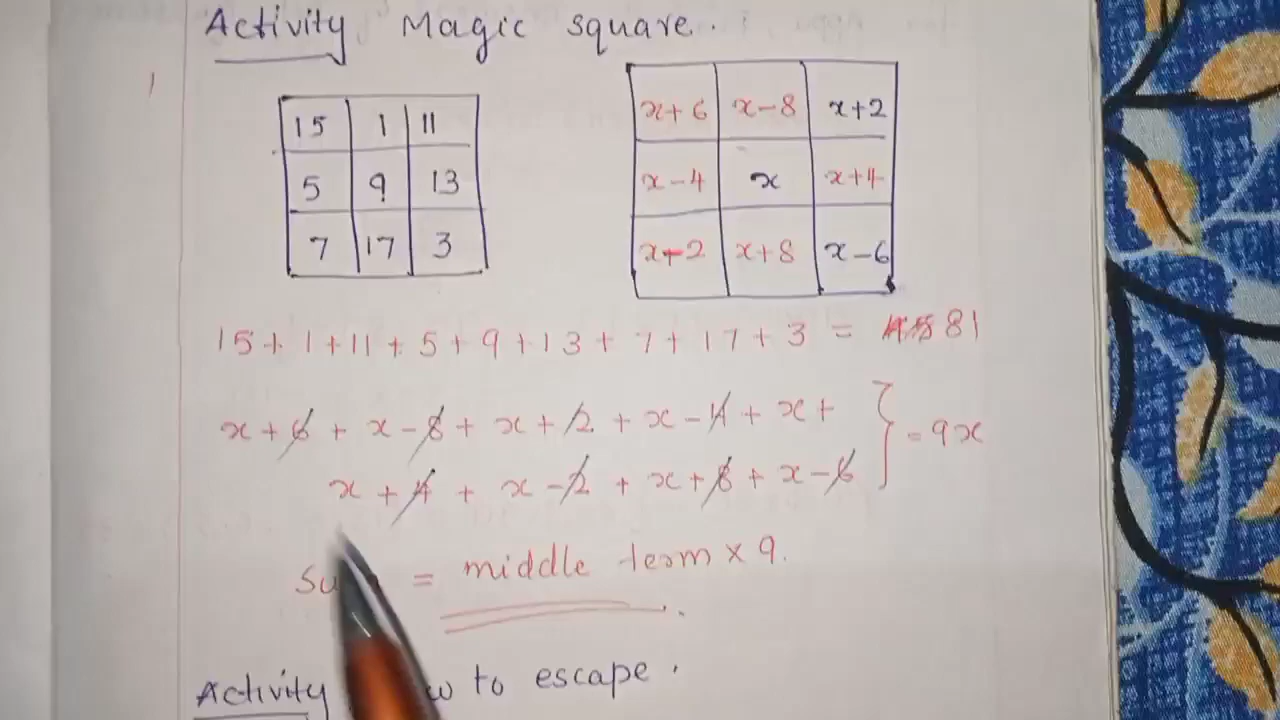 Activity Magic square.
15 1 11
5 9 13
7 17 3
x+6 x-8 x+2
x-4 x x+4
x-2 x+8 x-6
15+1+11+5+9+13+7+17+3 = 81
x+6+x-8+x+2+x-4+x+
x+4+x-2+x+8+x-6 } = 9x
= middle term × 9.
Activity to escape.